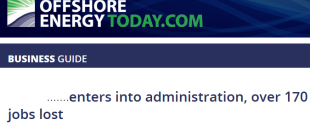 OFFSHORE
ENERGY TODAY.COM
BUSINESS GUIDE
.......enters into administration, over 170
jobs lost